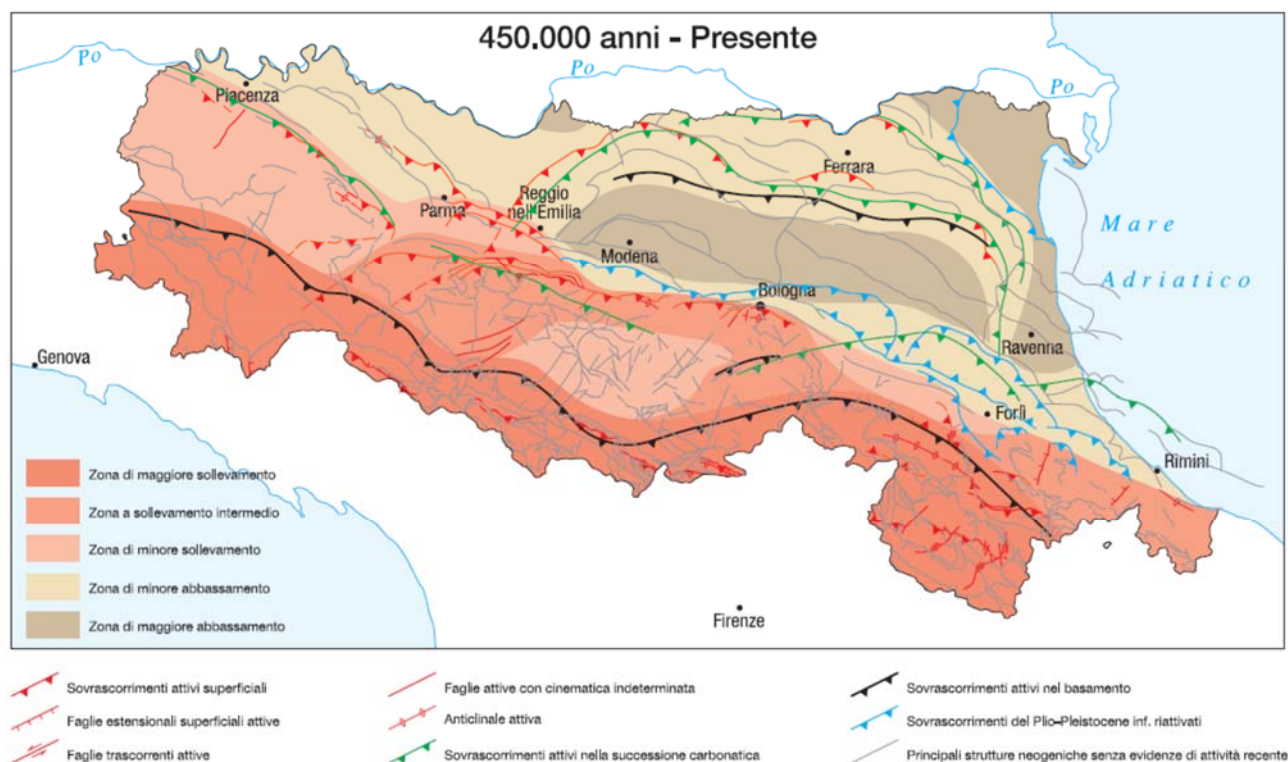 450.000 anni - Presente
Po
Po
Po
Piacenza
Ferrara
Parma
Reggio
nell'Emilia
Modena
Mare
Adriatico
Bologna
Ravenna
Genova
Forlì
Rimini
Firenze
Zona di maggiore sollevamento
Zona a sollevamento intermedio
Zona di minore sollevamento
Zona di minore abbassamento
Zona di maggiore abbassamento
Sovrascorrimenti attivi superficiali
Faglie attive con cinematica indeterminata
Sovrascorrimenti attivi nel basamento
Faglie estensionali superficiali attive
Anticlinale attiva
Sovrascorrimenti del Plio-Pleistocene inf. riattivati
Faglie trascorrenti attive
Sovrascorrimenti attivi nella successione carbonatica
Principali strutture neogeniche senza evidenze di attività recente